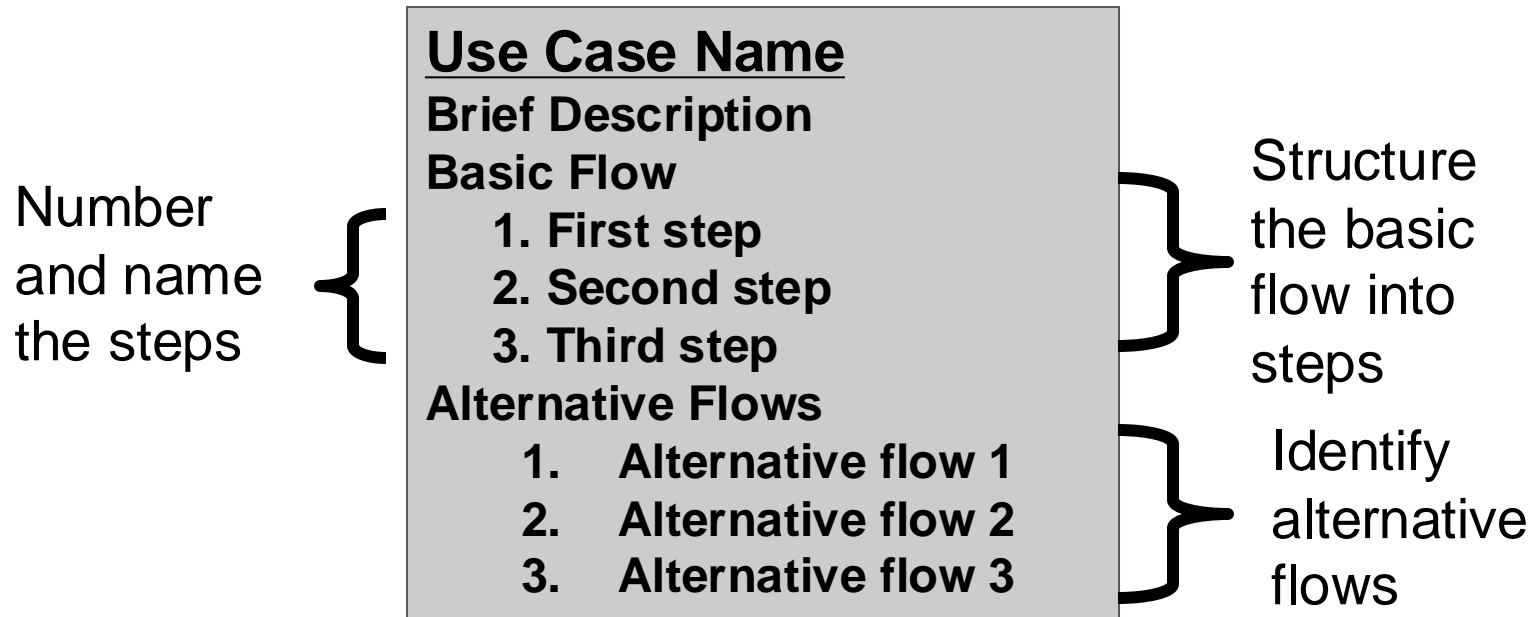 Use Case Name
Brief Description
Basic Flow
1. First step
2. Second step
3. Third step
Alternative Flows
1. Alternative flow 1
2. Alternative flow 2
3. Alternative flow 3
Number
and name
the steps
Structure
the basic
flow into
steps
Identify
alternative
flows